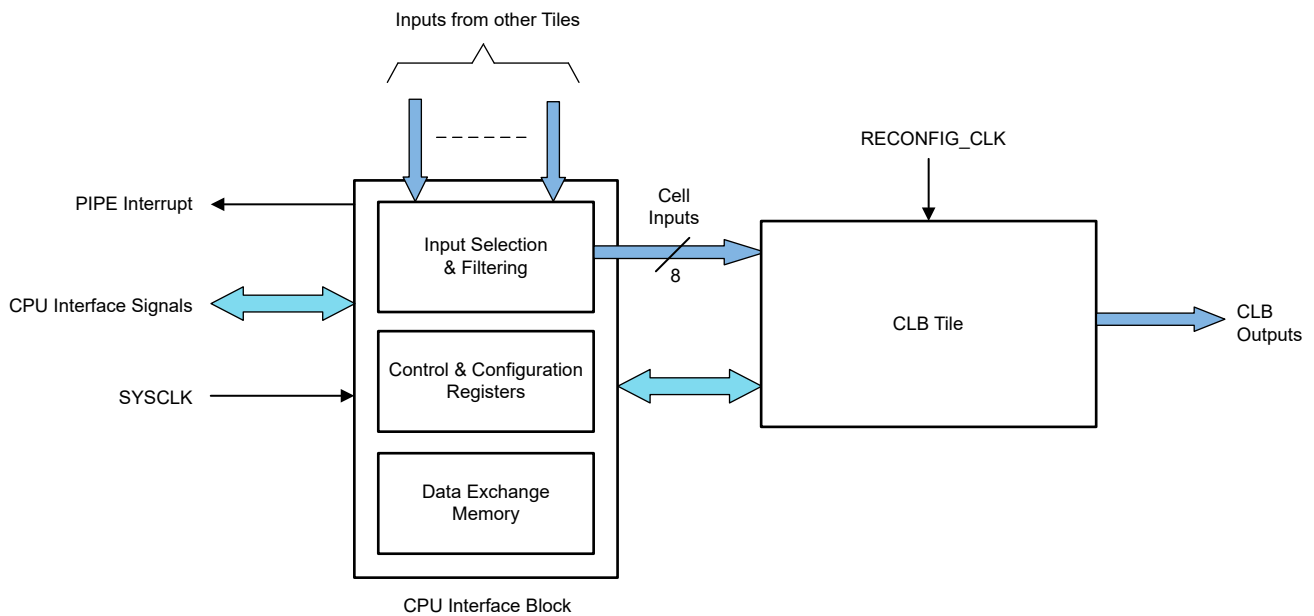 Inputs from other Tiles
RECONFIG_CLK
PIPE Interrupt
Cell
Inputs
8
Input Selection
& Filtering
CPU Interface Signals
CLB Tile
CLB
Outputs
Control & Configuration
Registers
SYSCLK
Data Exchange
Memory
CPU Interface Block